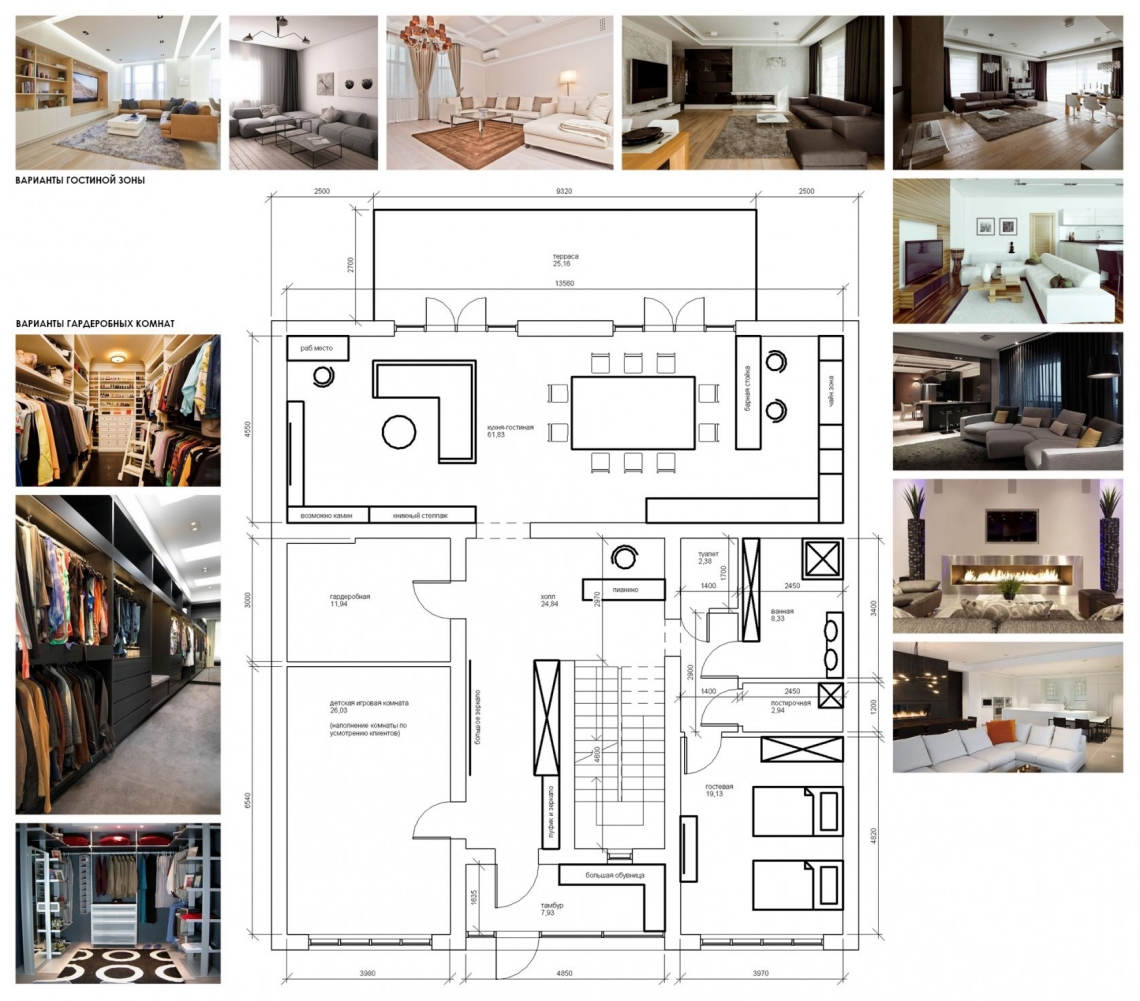 ВАРИАНТЫ ГОСТИНОЙ ЗОНЫ
2500
9320
2500
2700
терраса
25,16
13560
ВАРИАНТЫ ГАРДЕРОБНЫХ КОМНАТ
раб.место
4550
кухня-гостиная
61,83
барная стойка
чайн.зона
возможно камин
книжный стеллаж
3000
гардеробная
11,94
холл
24,84
2970
пианино
туалет
2,38
1700
1400
2450
ванная
8,33
3400
2900
1400
2450
постирочная
2,94
1200
детская игровая комната
26,03
(наполнение комнаты по
усмотрению клиентов)
большое зеркало
4600
6540
пуфик и зеркало
гостевая
19,13
4820
большая обувница
1635
тамбур
7,93
3980
4850
3970